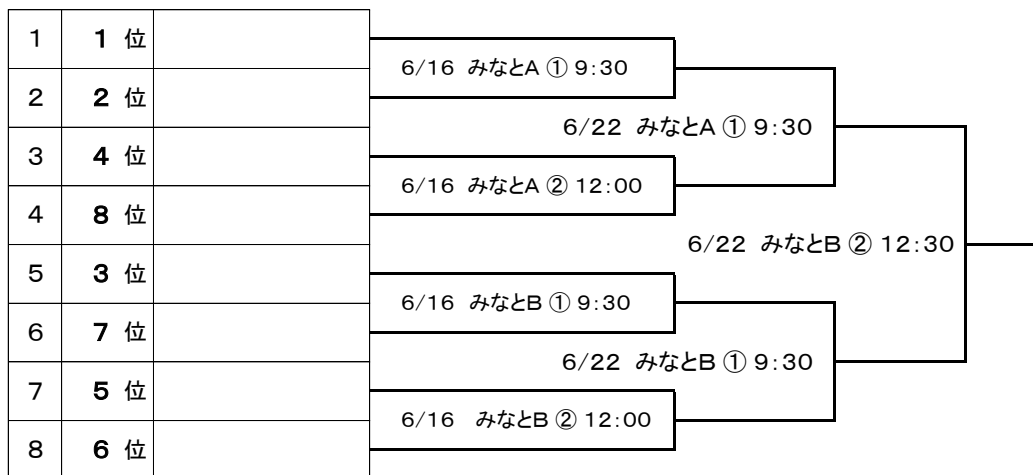 1 1 位
6/16 みなとA ① 9:30
2 2 位
6/22 みなとA ① 9:30
3 4 位
6/16 みなとA ② 12:00
4 8 位
6/22 みなとB ② 12:30
5 3 位
6/16 みなとB ① 9:30
6 7 位
6/22 みなとB ① 9:30
7 5 位
6/16 みなとB ② 12:00
8 6 位